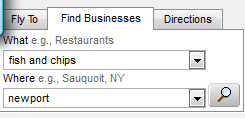 Fly To Find Businesses Directions
What e.g., Restaurants
fish and chips
Where e.g., Sauquoit, NY
newport